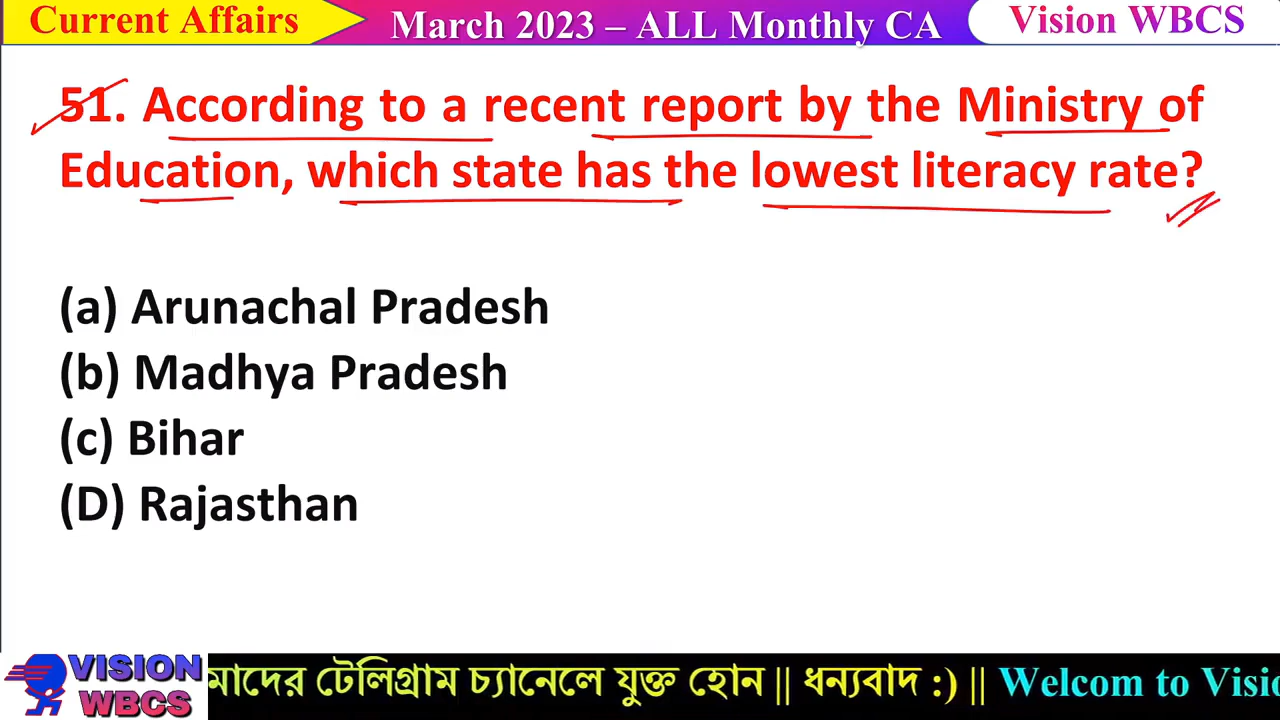 Current Affairs
March 2023 – ALL Monthly CA
Vision WBCS
51. According to a recent report by the Ministry of
Education, which state has the lowest literacy rate?
(a) Arunachal Pradesh
(b) Madhya Pradesh
(c) Bihar
(D) Rajasthan
VISION
WBCS
মাদের টেলিগ্রাম চ্যানেলে যুক্ত হোন || ধন্যবাদ :) || Welcom to Visio